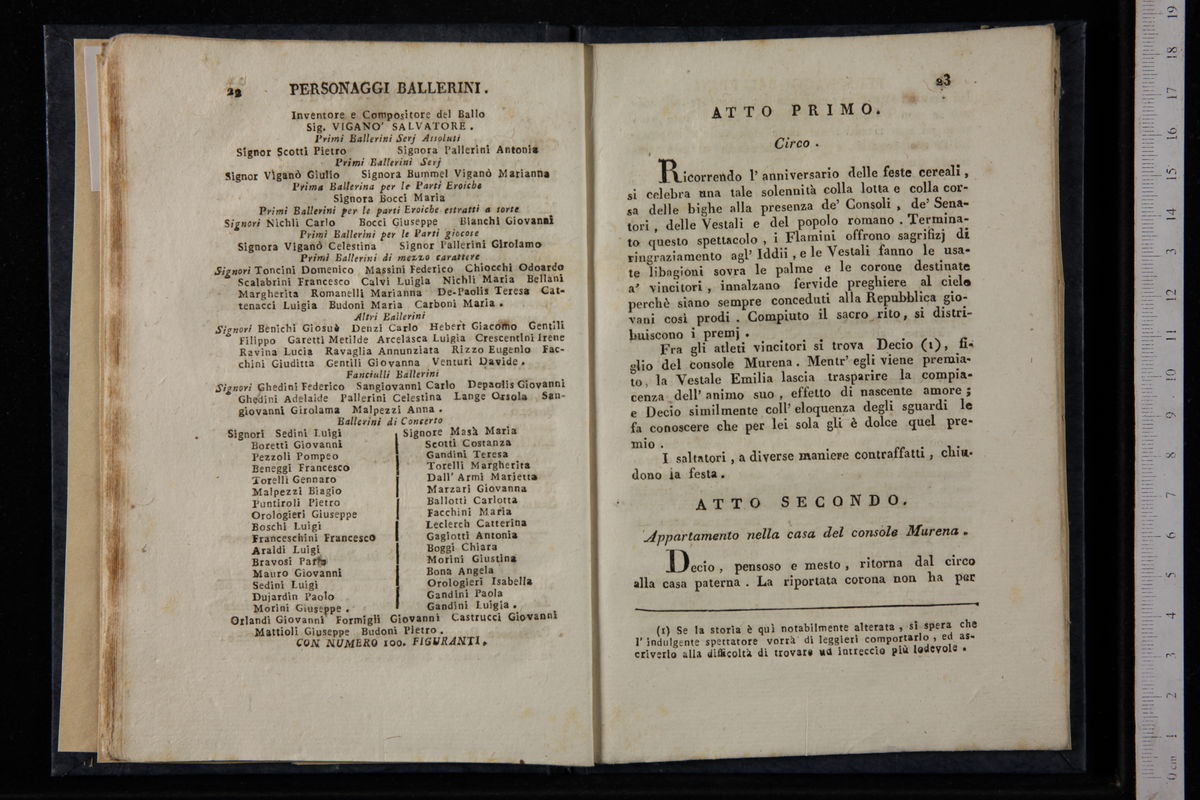 22
PERSONAGGI BALLERINI.
Inventore e Compositore del Ballo
Sig. VIGANO' SALVATORE.
Primi Ballerini Serj Assoluti
Signor Scotti Pietro Signora Pallerini Antonia
Primi Ballerini Serj
Signor Viganò Giulio Signora Bummel Viganò Marianna
Prima Ballerina per le Parti Eroiche
Signora Bocci Maria
Primi Ballerini per le parti Eroiche estratti a sorte
Signori Nichli Carlo Bocci Giuseppe Bianchi Giovanni
Primi Ballerini per le Parti giocose
Signora Viganò Celestina Signor Pallerini Girolamo
Primi Ballerini di mezzo carattere
Signori Toncini Domenico Massini Federico Chiocchi Odoardo
Scalabrini Francesco Calvi Luigia Nichli Maria Bellani
Margherita Romanelli Marianna De-Paolis Teresa Cat-
tenacci Luigia Budoni Maria Carboni Maria.
Altri Ballerini
Signori Benichi Giosuè Denzi Carlo Hebert Giacomo Gentili
Filippo Garetti Metilde Arcelasca Luigia Crescentini Irene
Ravina Lucia Ravaglia Annunziata Rizzo Eugenio Fac-
chini Giuditta Gentili Giovanna Venturi Davide.
Fanciulli Ballerini
Signori Ghedini Federico Sangiovanni Carlo Depaolis Giovanni
Ghedini Adelaide Pallerini Celestina Lange Orsola San-
giovanni Girolama Malpezzi Anna.
Ballerini di Concerto
Signori Sedini Luigi
Boretti Giovanni
Pezzoli Pompeo
Beneggi Francesco
Torelli Gennaro
Malpezzi Biagio
Puntiroli Pietro
Orologieri Giuseppe
Boschi Luigi
Franceschini Francesco
Araldi Luigi
Bravosi
Mauro Giovanni
Sedini Luigi
Dujardin Paolo
Morini Giuseppe.
Signore Masà Maria
Scotti Costanza
Gandini Teresa
Torelli Margherita
Dall' Armi Marietta
Marzari Giovanna
Ballotti Carlotta
Facchini Maria
Leclerch Catterina
Gagiotti Antonia
Boggi Chiara
Morini Giustina
Bona Angela
Orologieri Isabella
Gandini Paola
Gandini Luigia.
Orlandi Giovanni Formigli Giovanni Castrucci Giovanni
Mattioli Giuseppe Budoni Pietro.
CON NUMERO 100. FIGURANTI.
23
ATTO PRIMO.
Circo.
Ricorrendo l' anniversario delle feste cereali,
si celebra una tale solennità colla lotta e colla cor-
sa delle bighe alla presenza de' Consoli, de' Sena-
tori, delle Vestali e del popolo romano. Termina-
to questo spettacolo, i Flamini offrono sagrifizj di
ringraziamento agl' Iddii, e le Vestali fanno le usa-
te libagioni sovra le palme e le corone destinate
a' vincitori, innalzano fervide preghiere al cielo
perchè siano sempre conceduti alla Repubblica gio-
vani così prodi. Compiuto il sacro rito, si distri-
buiscono i premj.
Fra gli atleti vincitori si trova Decio (1), fi-
glio del console Murena. Mentr' egli viene premia-
to, la Vestale Emilia lascia trasparire la compia-
cenza dell' animo suo, effetto di nascente amore;
e Decio similmente coll' eloquenza degli sguardi le
fa conoscere che per lei sola gli è dolce quel pre-
mio.
I saltatori, a diverse maniere contraffatti, chiu-
dono la festa.
ATTO SECONDO.
Appartamento nella casa del console Murena.
Decio, pensoso e mesto, ritorna dal circo
alla casa paterna. La riportata corona non ha per
(1) Se la storia è quì notabilmente alterata, si spera che
l' indulgente spettatore vorrà di leggieri comportarlo, ed as-
criverlo alla difficoltà di trovare un intreccio più lodevole.
0 cm 1 2 3 4 5 6 7 8 9 10 11 12 13 14 15 16 17 18 19